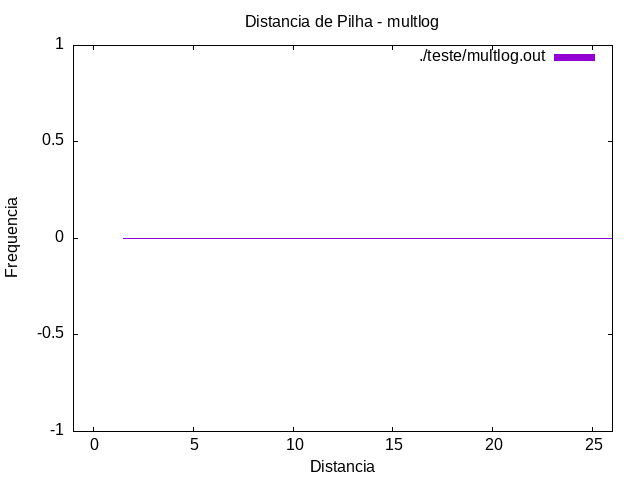 Distancia de Pilha - multlog
./teste/multlog.out
1
0.5
0
-0.5
-1
Frequencia
0 5 10 15 20 25
Distancia